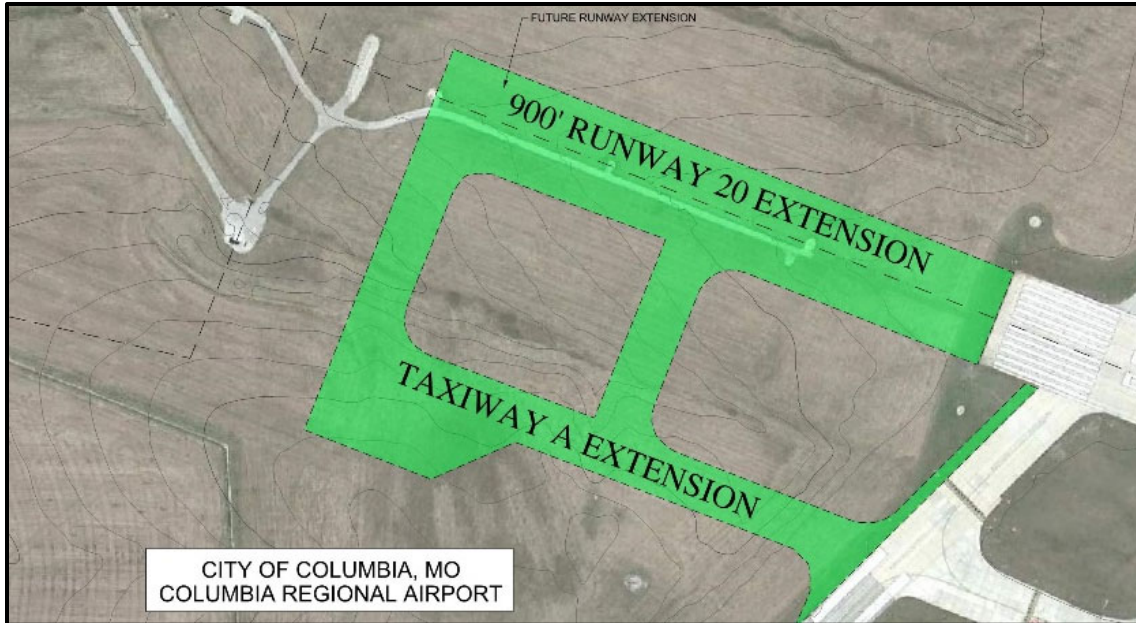 FUTURE RUNWAY EXTENSION
900' RUNWAY 20 EXTENSION
TAXIWAY A EXTENSION
CITY OF COLUMBIA, MO
COLUMBIA REGIONAL AIRPORT